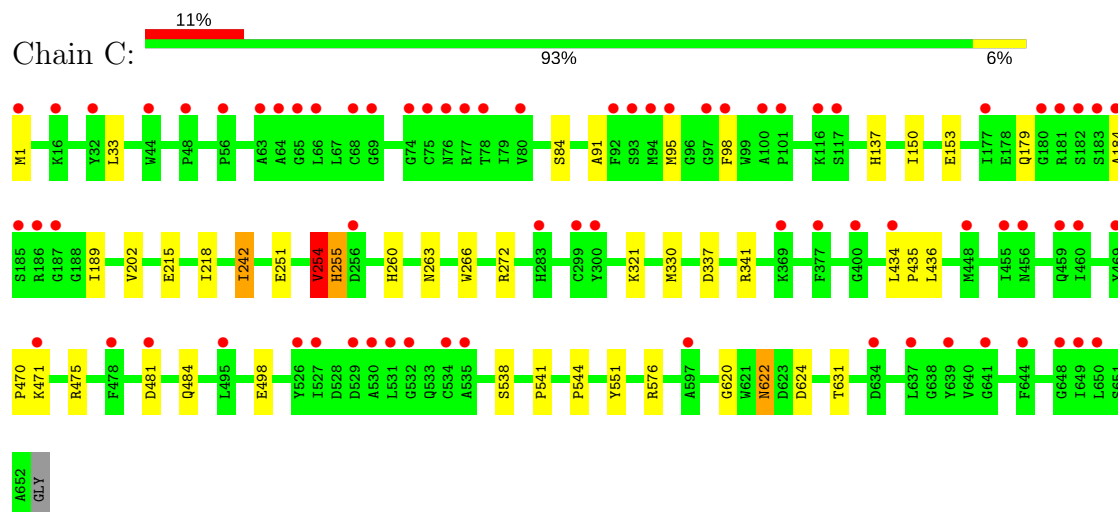 11%
Chain C:
93% 6%
M1 K16 Y32 L33 W44 P48 P56 A63 A64 G65 L66 L67 C68 G69 G74 C75 N76 R77 T78 I79 V80 S84 A91 F92 S93 M94 M95 G96 G97 F98 W99 A100 P101 K116 S117 H137 I150 E153 I177 E178 Q179 G180 R181 S182 S183 A184
S185 R186 G187 G188 I189 V202 E215 I218 I242 E251 V254 H255 D256 H260 N263 W266 R272 H283 C299 Y300 K321 M330 D337 R341 K369 F377 G400 L434 P435 L436 M448 I455 N456 Q459 I460 Y469
P470 K471 R475 F478 D481 Q484 L495 E498 Y526 I527 D528 D529 A530 L531 G532 Q533 C534 A535 S538 P541 P544 Y551 R576 A597 G620 W621 N622 D623 D624 T631 D634 L637 G638 Y639 V640 G641 F644 G648 I649 L650 S651
A652 GLY